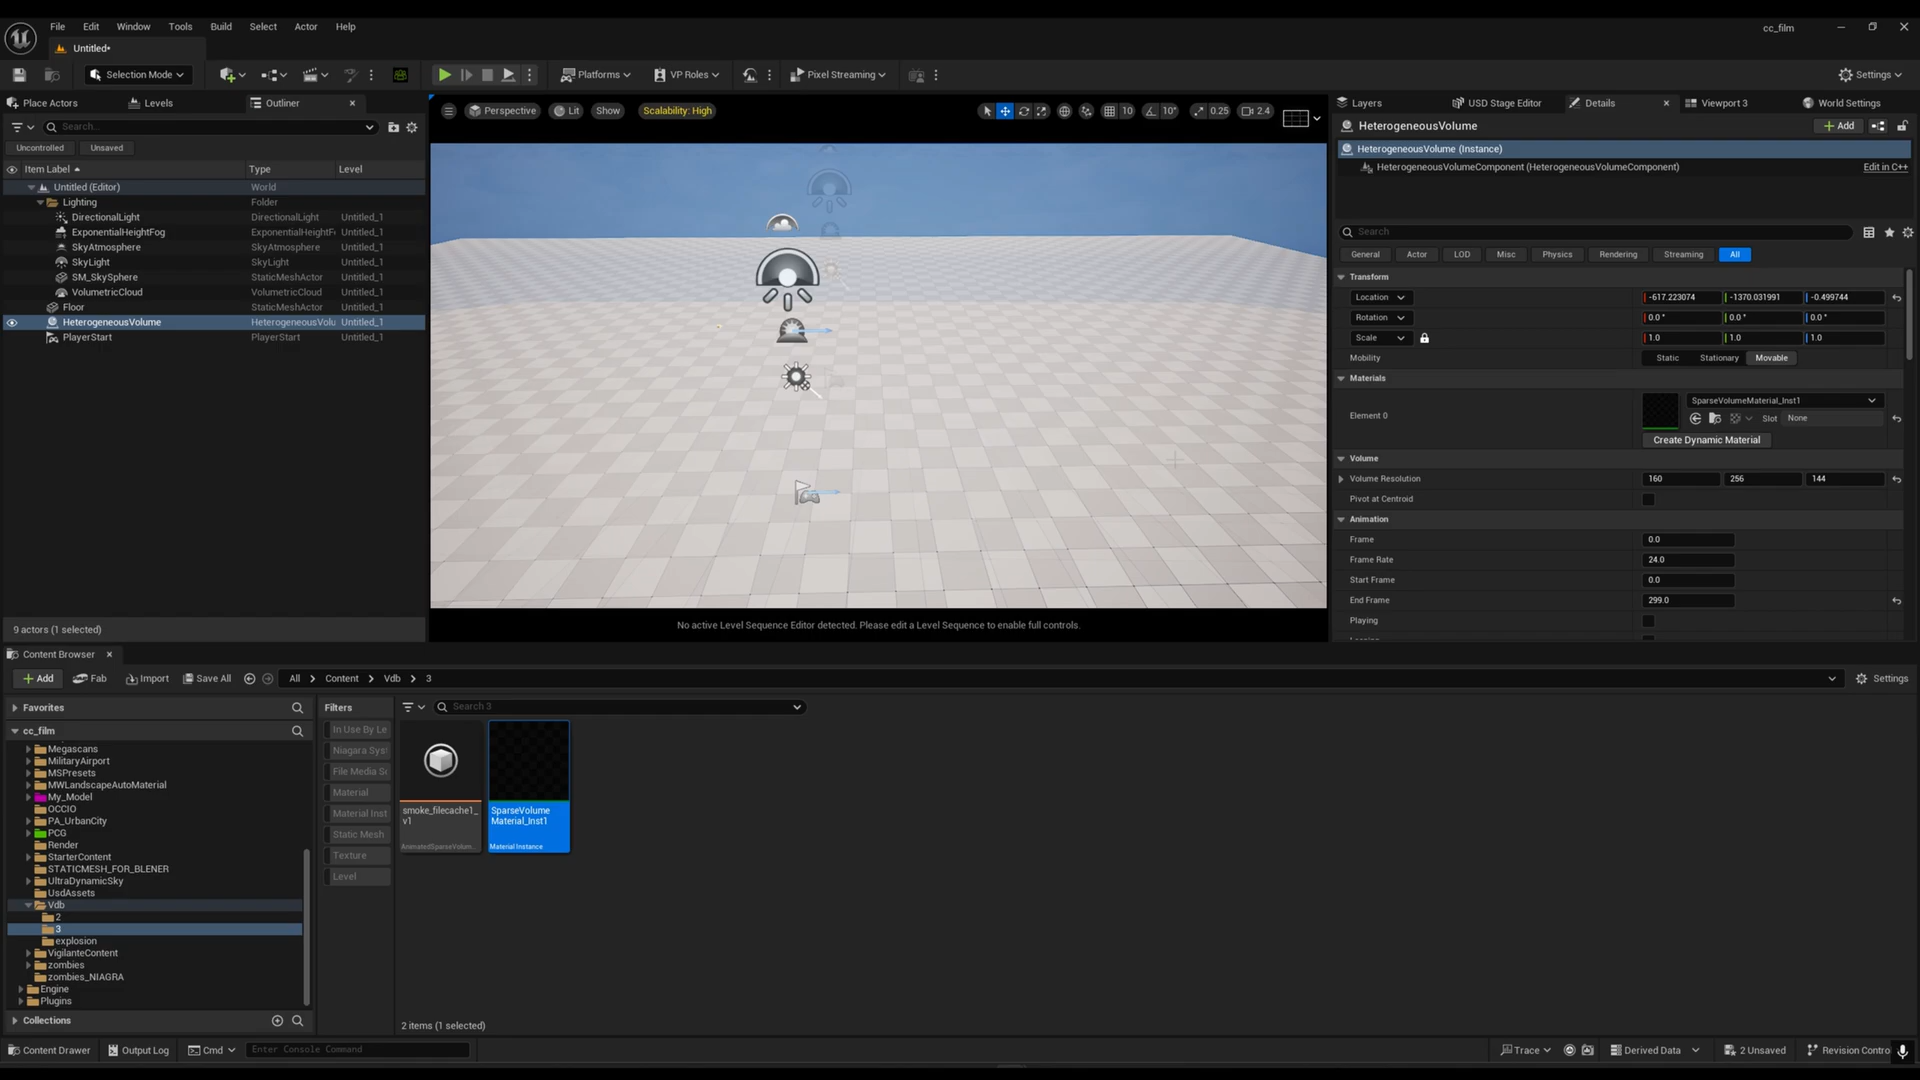 File Edit Window Tools Build Select Actor Help
cc_film
Untitled*
Selection Mode
Platforms
VP Roles
Pixel Streaming
Settings
Place Actors
Levels
Outliner
Search...
Uncontrolled
Unsaved
Item Label
Type
Level
Untitled (Editor) World
Lighting Folder
DirectionalLight DirectionalLight Untitled_1
ExponentialHeightFog ExponentialHeightF Untitled_1
SkyAtmosphere SkyAtmosphere Untitled_1
SkyLight SkyLight Untitled_1
SM_SkySphere StaticMeshActor Untitled_1
VolumetricCloud VolumetricCloud Untitled_1
Floor StaticMeshActor Untitled_1
HeterogeneousVolume HeterogeneousVolu Untitled_1
PlayerStart PlayerStart Untitled_1
9 actors (1 selected)
Perspective
Lit
Show
Scalability: High
10
10°
0.25
2.4
No active Level Sequence Editor detected. Please edit a Level Sequence to enable full controls.
Layers
USD Stage Editor
Details
Viewport 3
World Settings
HeterogeneousVolume
Add
HeterogeneousVolume (Instance)
HeterogeneousVolumeComponent (HeterogeneousVolumeComponent)
Edit in C++
Search
General Actor LOD Misc Physics Rendering Streaming All
Transform
Location -617.223074 -1370.031991 -0.499744
Rotation 0.0 ° 0.0 ° 0.0 °
Scale 1.0 1.0 1.0
Mobility Static Stationary Movable
Materials
Element 0
SparseVolumeMaterial_Inst1
Slot None
Create Dynamic Material
Volume
Volume Resolution 160 256 144
Pivot at Centroid
Animation
Frame 0.0
Frame Rate 24.0
Start Frame 0.0
End Frame 299.0
Playing
Content Browser
Add
Fab
Import
Save All
All
Content
Vdb
3
Settings
Favorites
cc_film
Megascans
MilitaryAirport
MSPresets
MWLandscapeAutoMaterial
My_Model
OCCIO
PA_UrbanCity
PCG
Render
StarterContent
STATICMESH_FOR_BLENER
UltraDynamicSky
UsdAssets
Vdb
2
3
explosion
VigilanteContent
zombies
zombies_NIAGRA
Engine
Plugins
Collections
Filters
In Use By Le
Niagara Sys
File Media So
Material
Material Inst
Static Mesh
Texture
Level
Search 3
smoke_filecache1_
v1
AnimatedSparseVolum...
SparseVolume
Material_Inst1
Material Instance
2 items (1 selected)
Content Drawer
Output Log
Cmd
Enter Console Command
Trace
Derived Data
2 Unsaved
Revision Contro